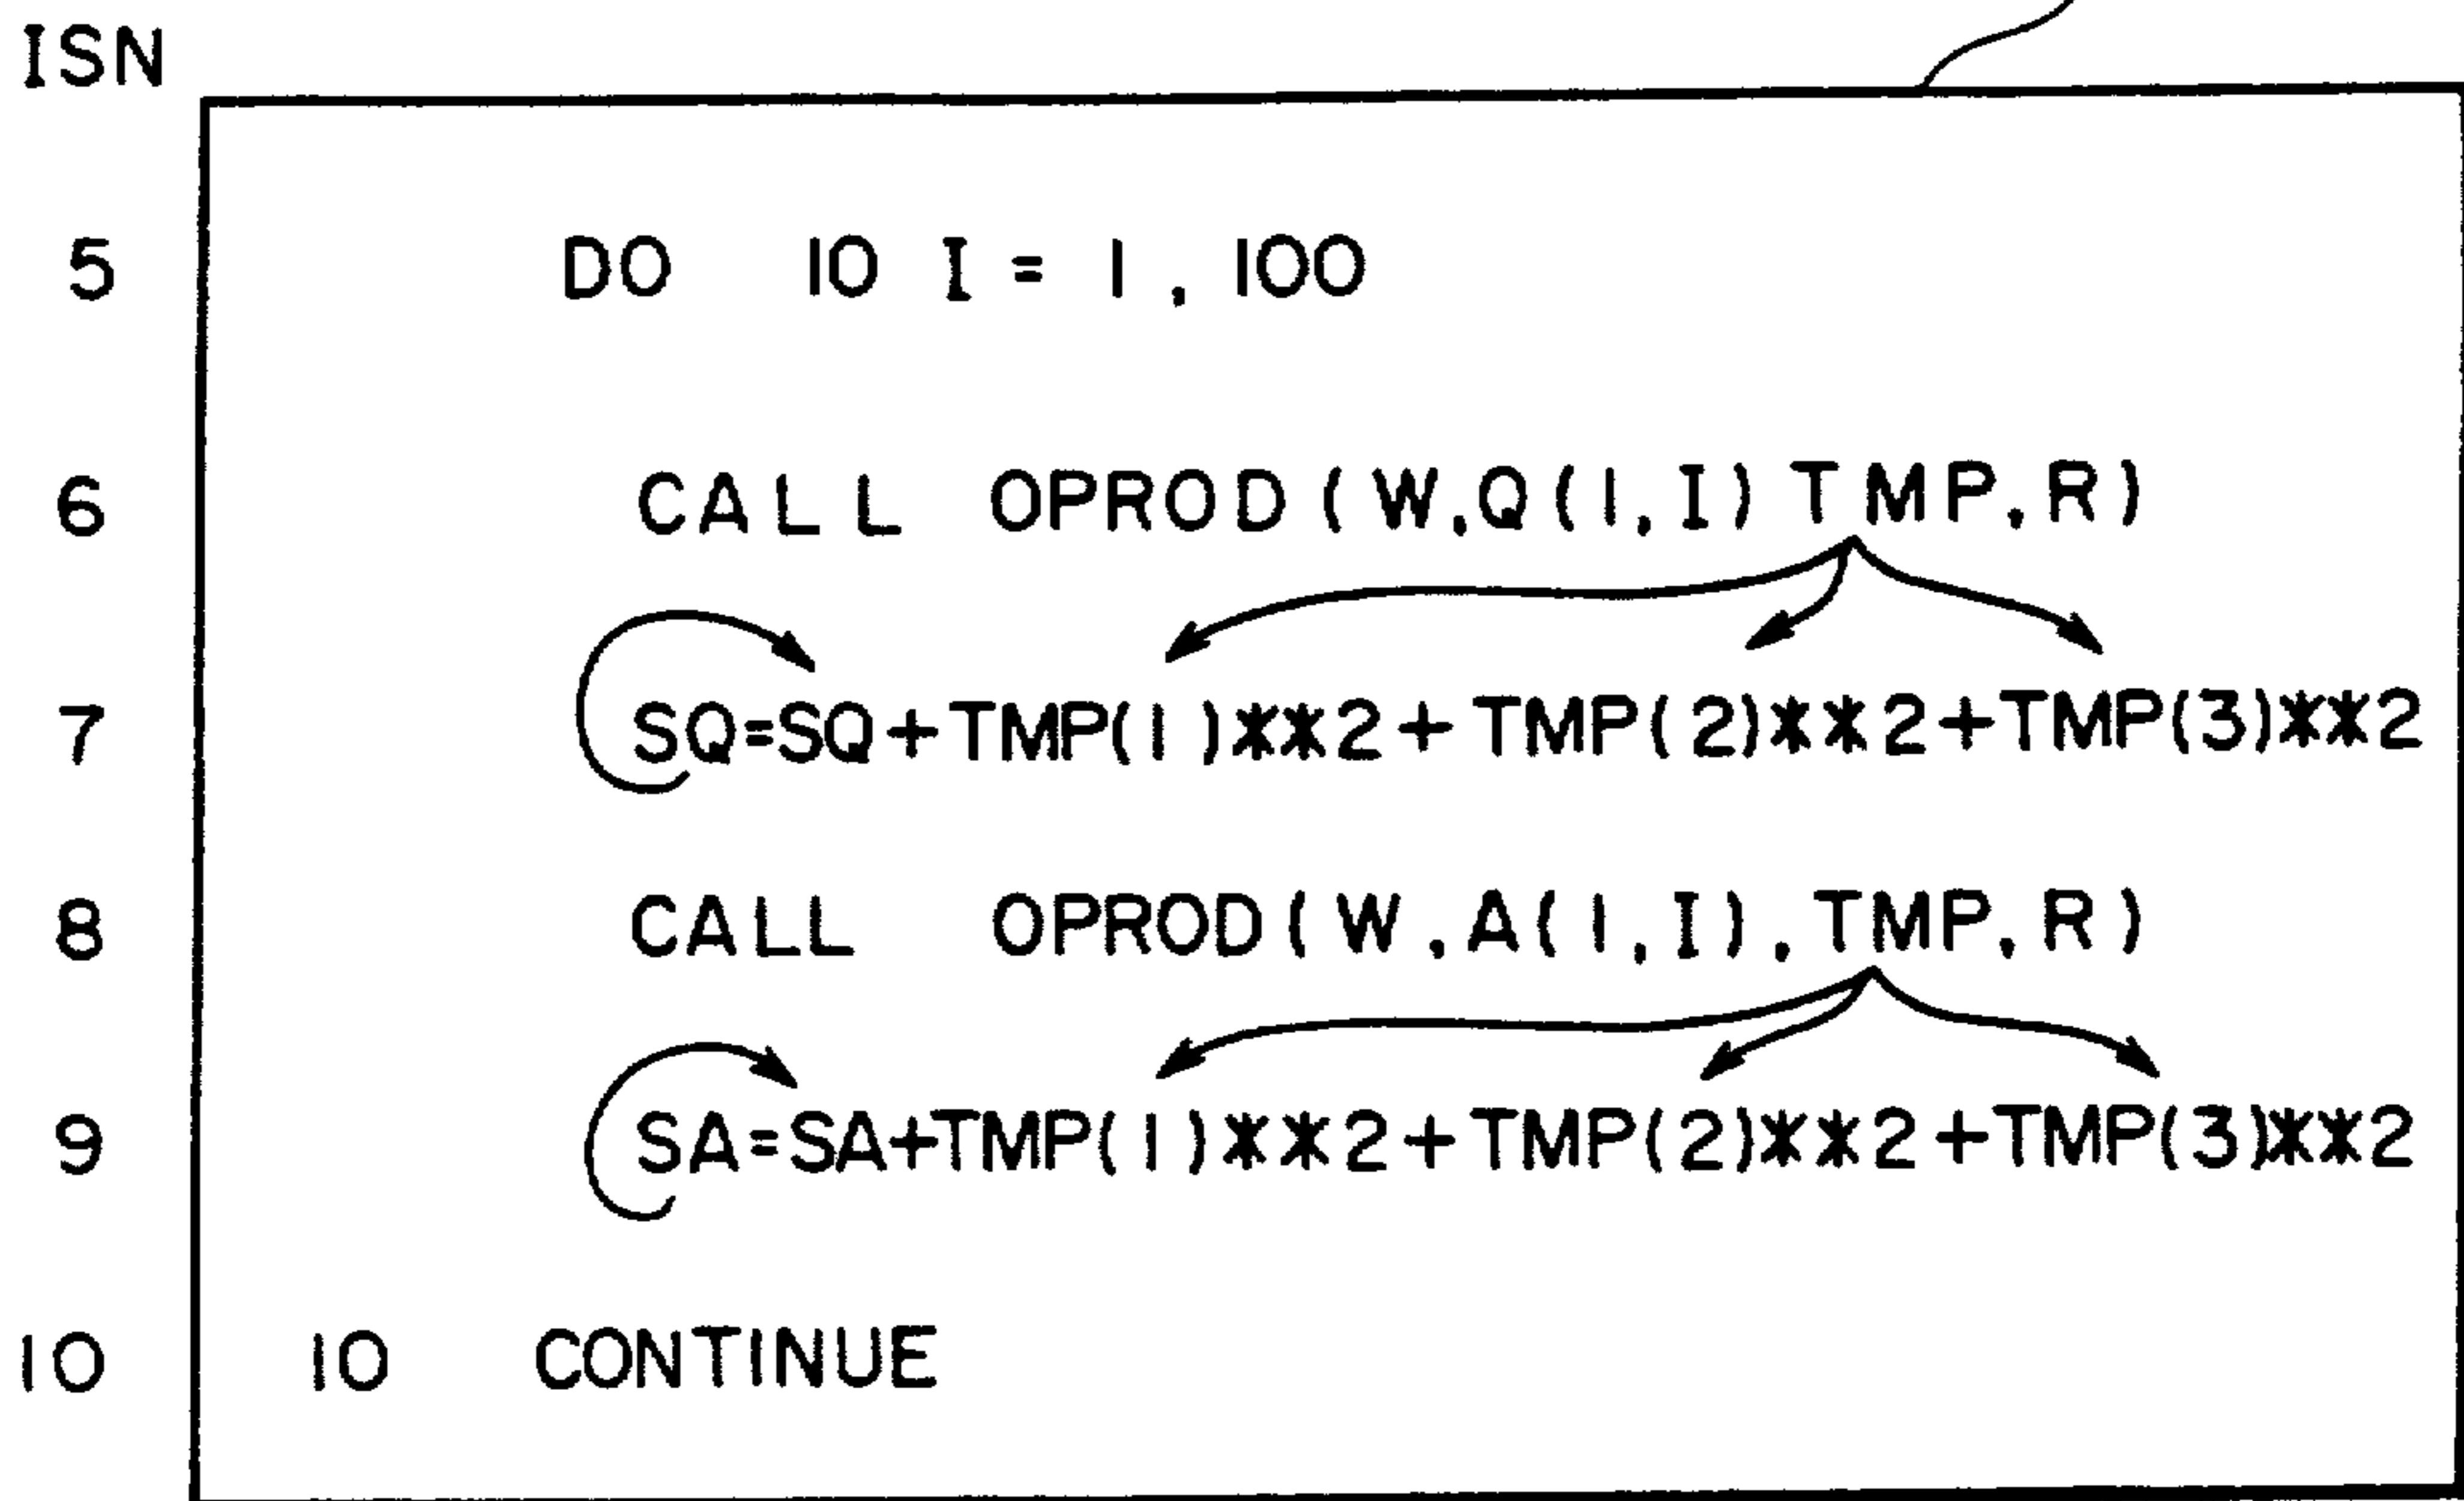 ISN
5 DO 10 I = 1 , 100
6 CALL OPROD(W,Q(1,I) TMP,R)
7 SQ=SQ+TMP(1)**2+TMP(2)**2+TMP(3)**2
8 CALL OPROD(W,A(1,I),TMP,R)
9 SA=SA+TMP(1)**2+TMP(2)**2+TMP(3)**2
10 10 CONTINUE